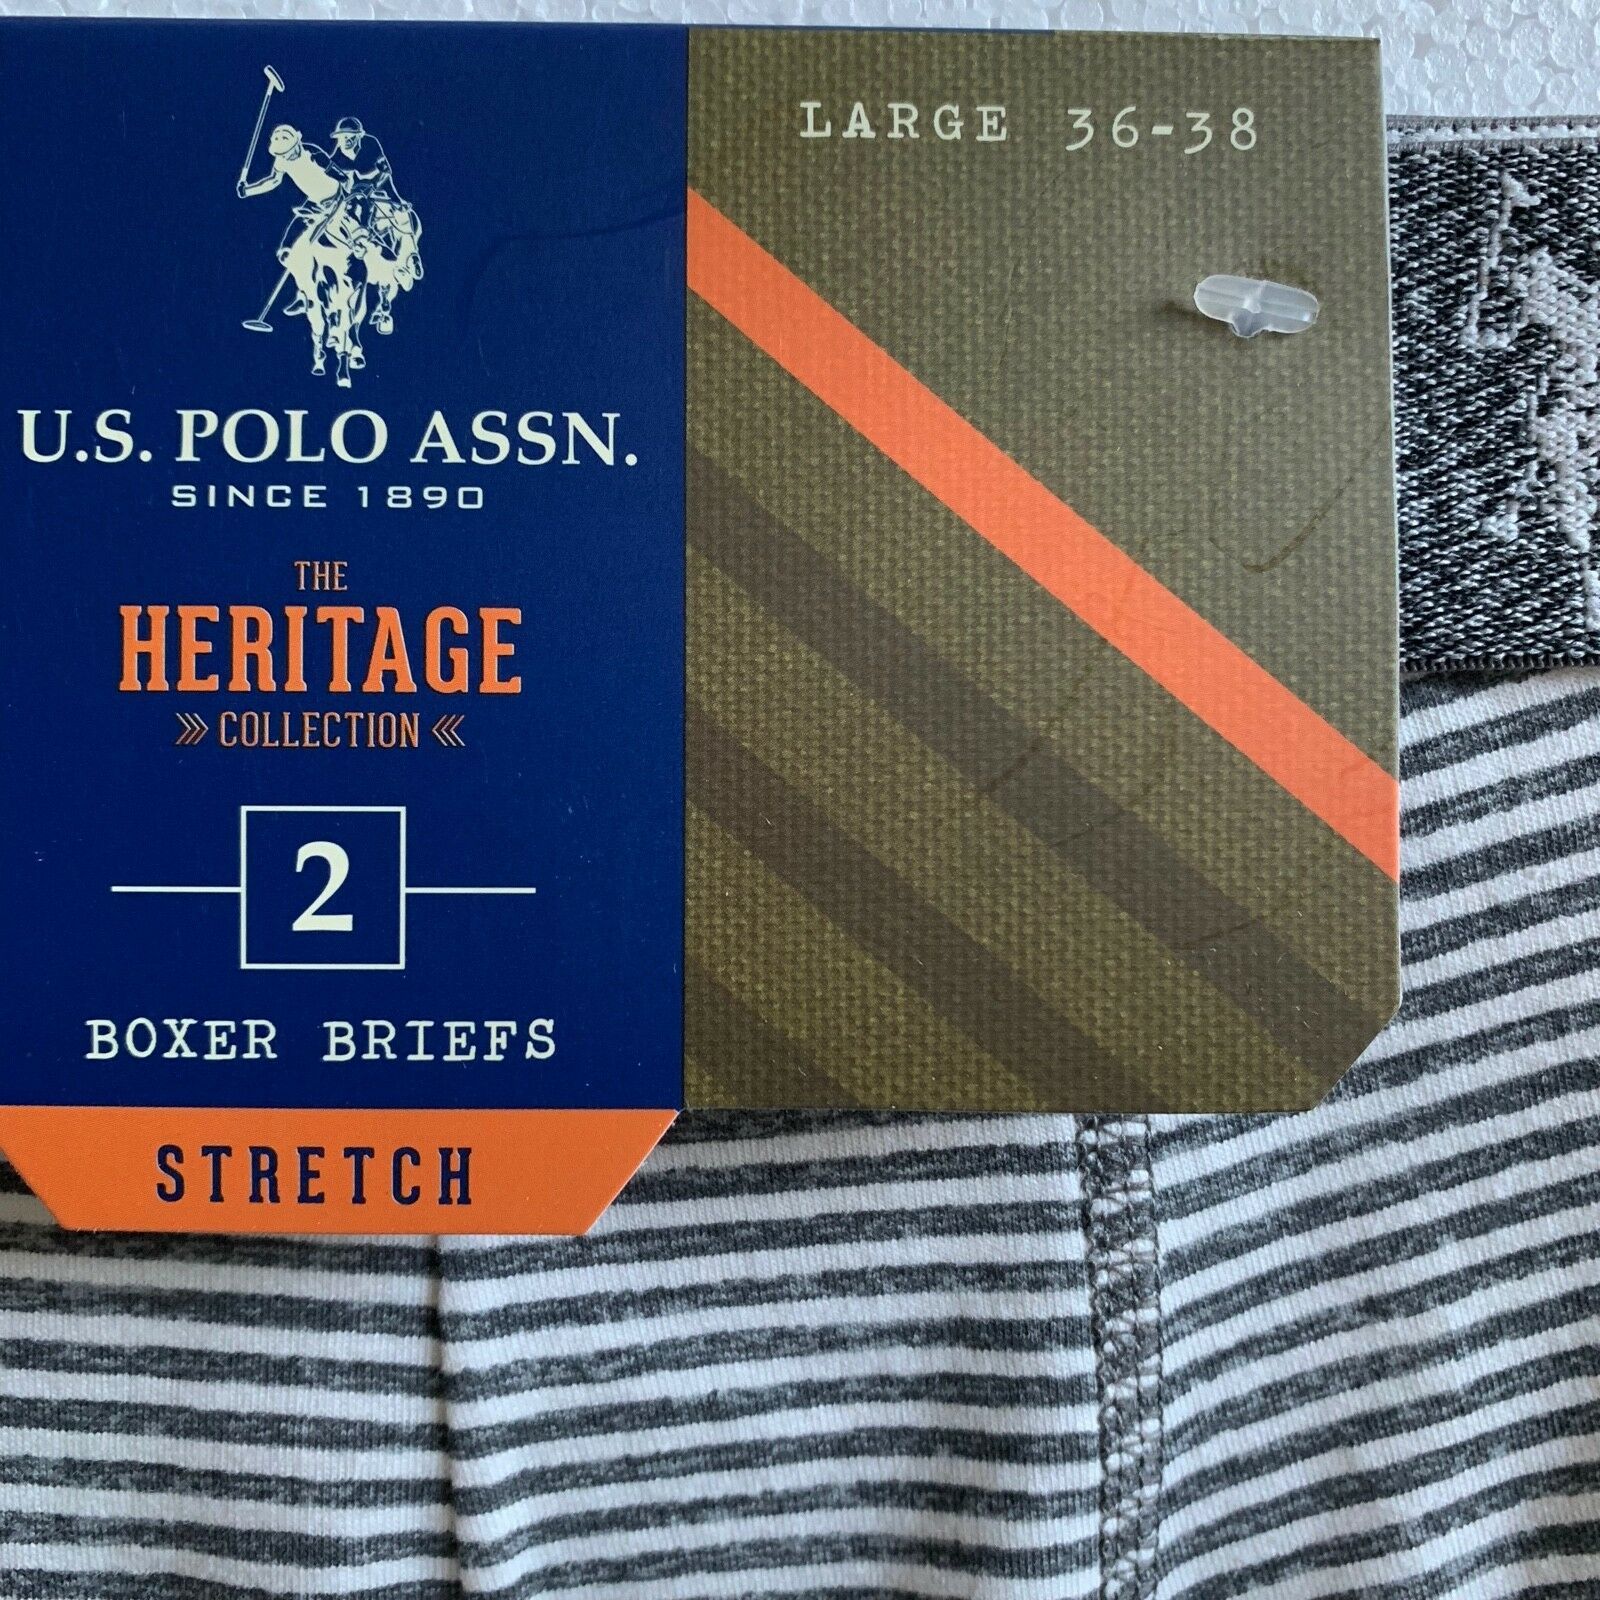 U.S. POLO ASSN.
SINCE 1890
THE
HERITAGE
COLLECTION
2
BOXER BRIEFS
STRETCH
LARGE 36-38